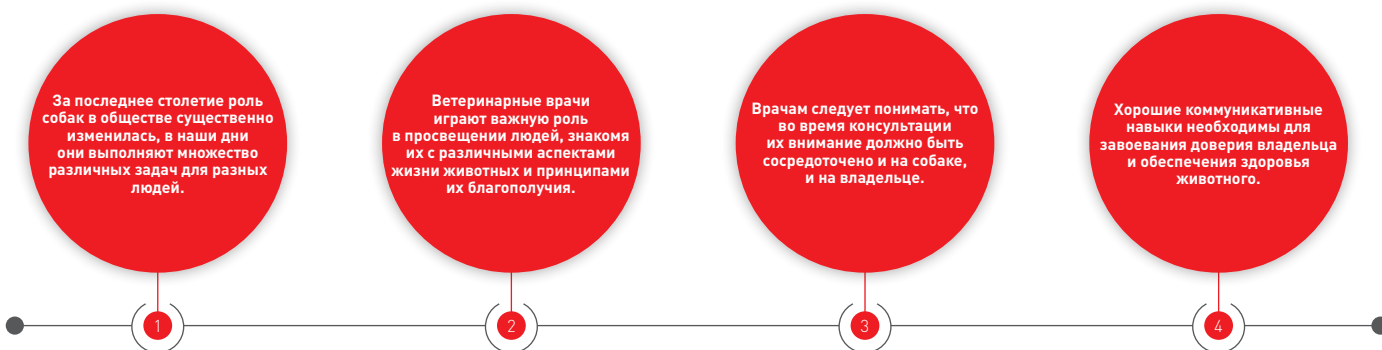 За последнее столетие роль
собак в обществе существенно
изменилась, в наши дни
они выполняют множество
различных задач для разных
людей.
Ветеринарные врачи
играют важную роль
в просвещении людей, знакомя
их с различными аспектами
жизни животных и принципами
их благополучия.
Врачам следует понимать, что
во время консультации
их внимание должно быть
сосредоточено и на собаке,
и на владельце.
Хорошие коммуникативные
навыки необходимы для
завоевания доверия владельца
и обеспечения здоровья
животного.
1
2
3
4